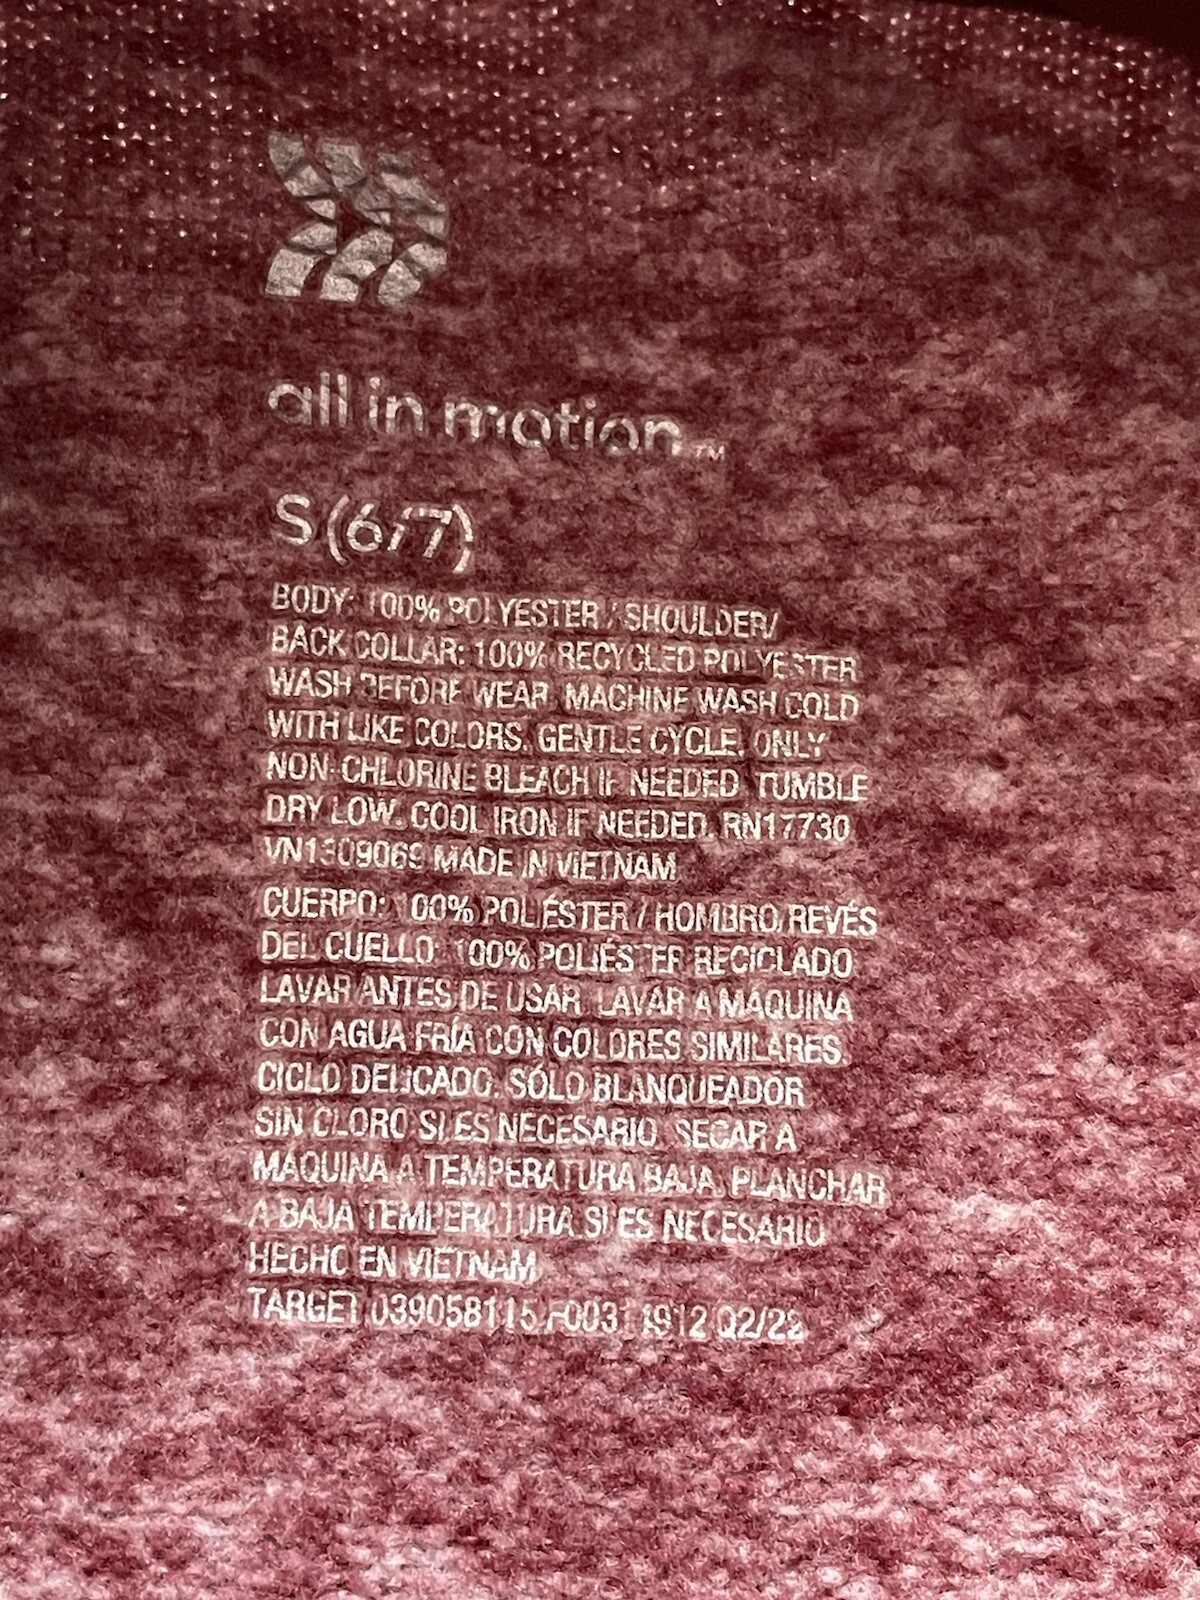 all in motion™
S (6/7)
BODY: 100% POLYESTER / SHOULDER/
BACK COLLAR: 100% RECYCLED POLYESTER
WASH BEFORE WEAR. MACHINE WASH COLD
WITH LIKE COLORS. GENTLE CYCLE. ONLY
NON-CHLORINE BLEACH IF NEEDED. TUMBLE
DRY LOW. COOL IRON IF NEEDED. RN17730
VN1309069 MADE IN VIETNAM
CUERPO: 100% POLIÉSTER / HOMBRO/REVÉS
DEL CUELLO: 100% POLIÉSTER RECICLADO
LAVAR ANTES DE USAR. LAVAR A MÁQUINA
CON AGUA FRÍA CON COLORES SIMILARES.
CICLO DELICADO. SÓLO BLANQUEADOR
SIN CLORO SI ES NECESARIO. SECAR A
MÁQUINA A TEMPERATURA BAJA. PLANCHAR
A BAJA TEMPERATURA SI ES NECESARIO
HECHO EN VIETNAM
TARGET 039058115 1912 Q2/22